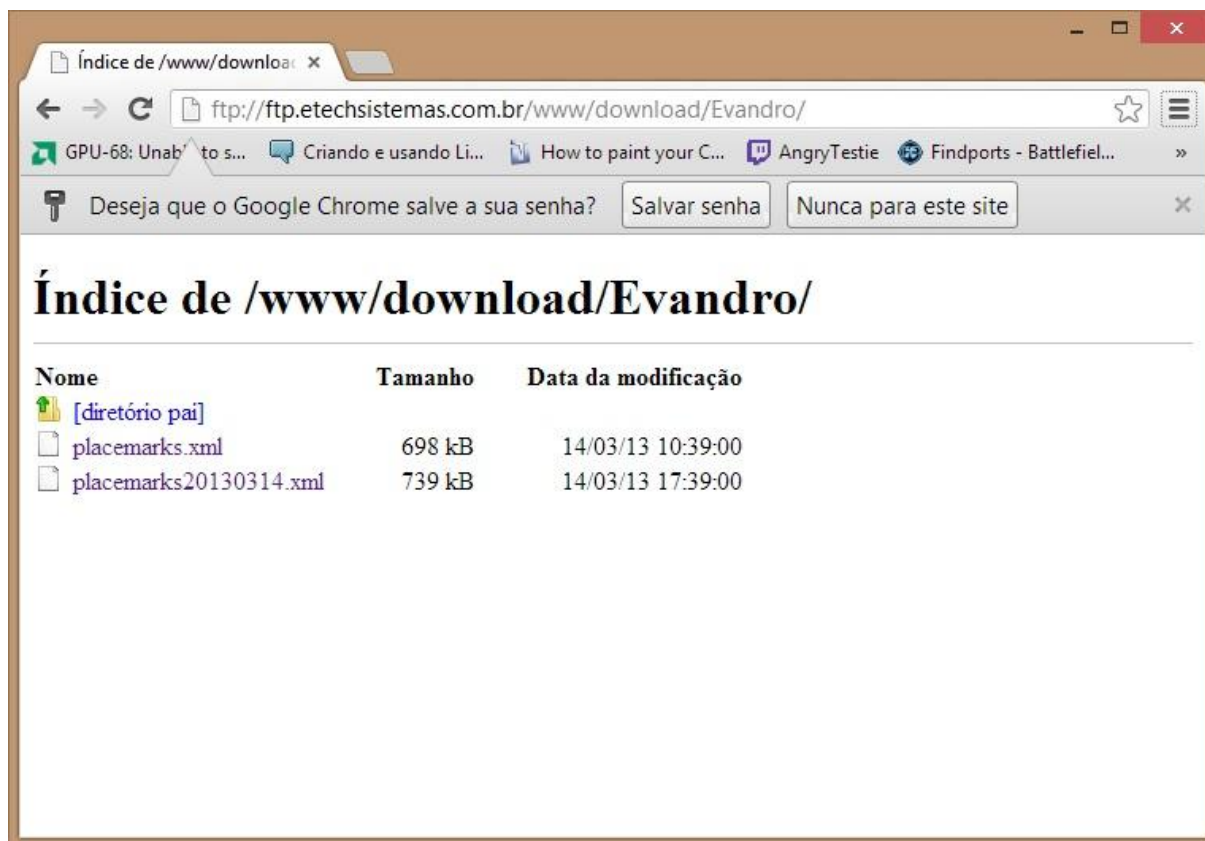 Índice de /www/downloa
ftp://ftp.etechsistemas.com.br/www/download/Evandro/
GPU-68: Unab to s... Criando e usando Li... How to paint your C... AngryTestie Findports - Battlefiel... »
Deseja que o Google Chrome salve a sua senha? Salvar senha Nunca para este site
Índice de /www/download/Evandro/
Nome Tamanho Data da modificação
[diretório pai]
placemarks.xml 698 kB 14/03/13 10:39:00
placemarks20130314.xml 739 kB 14/03/13 17:39:00